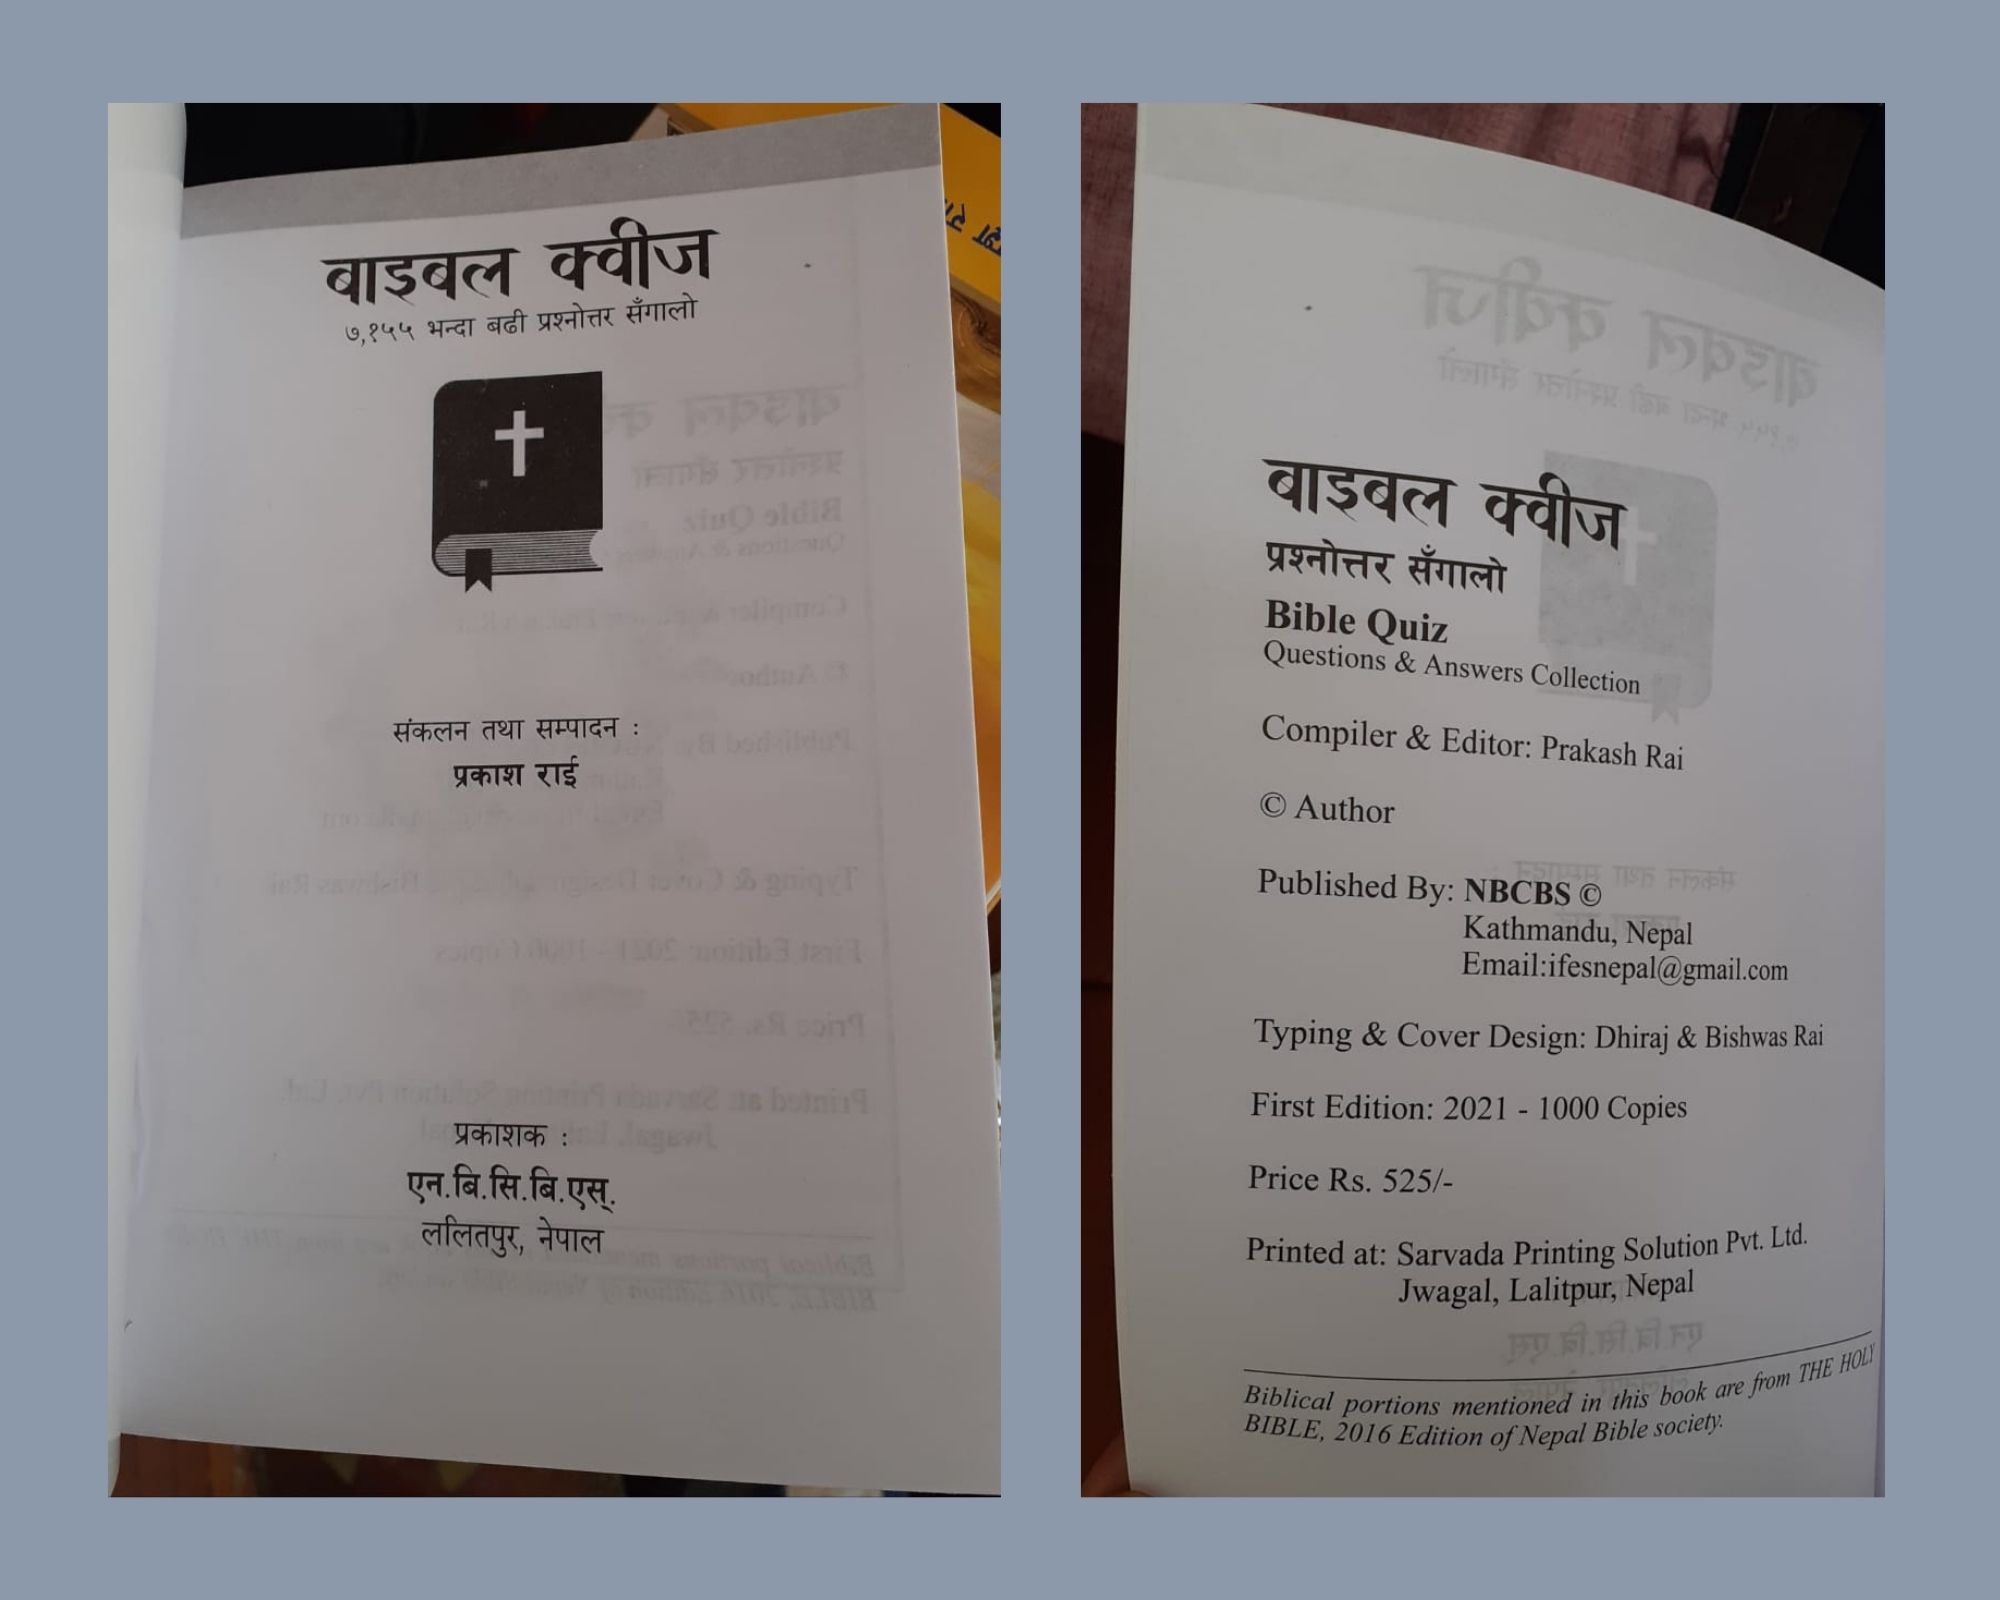 बाइबल क्वीज
७,१५५ भन्दा बढी प्रश्नोत्तर सँगालो
संकलन तथा सम्पादन :
प्रकाश राई
प्रकाशक :
एन.बि.सि.बि.एस्.
ललितपुर, नेपाल
बाइबल क्वीज
प्रश्नोत्तर सँगालो
Bible Quiz
Questions & Answers Collection
Compiler & Editor: Prakash Rai
© Author
Published By: NBCBS ©
Kathmandu, Nepal
Email:ifesnepal@gmail.com
Typing & Cover Design: Dhiraj & Bishwas Rai
First Edition: 2021 - 1000 Copies
Price Rs. 525/-
Printed at: Sarvada Printing Solution Pvt. Ltd.
Jwagal, Lalitpur, Nepal
Biblical portions mentioned in this book are from THE HOLY
BIBLE, 2016 Edition of Nepal Bible society.